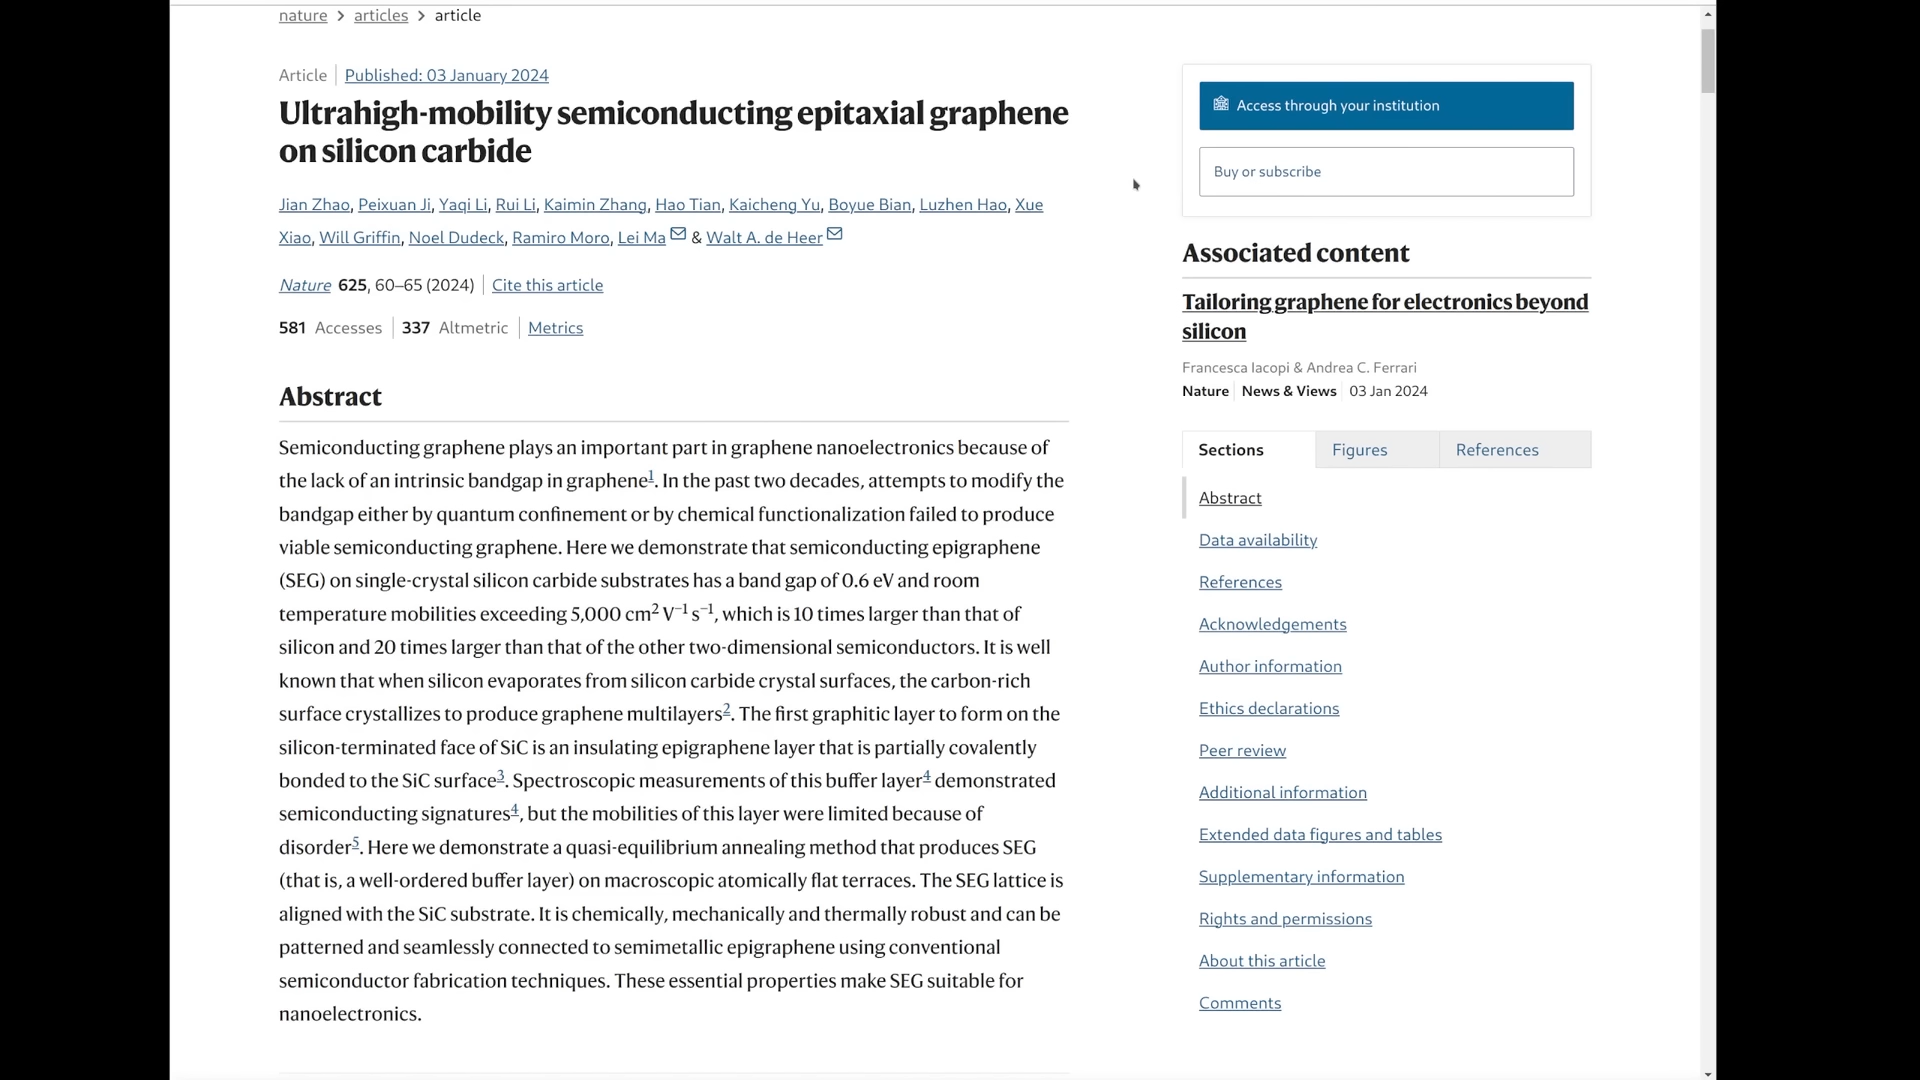 nature > articles > article
Article | Published: 03 January 2024
Ultrahigh-mobility semiconducting epitaxial graphene
on silicon carbide
Jian Zhao, Peixuan Ji, Yaqi Li, Rui Li, Kaimin Zhang, Hao Tian, Kaicheng Yu, Boyue Bian, Luzhen Hao, Xue
Xiao, Will Griffin, Noel Dudeck, Ramiro Moro, Lei Ma & Walt A. de Heer
Nature 625, 60–65 (2024) | Cite this article
581 Accesses | 337 Altmetric | Metrics
Abstract
Semiconducting graphene plays an important part in graphene nanoelectronics because of
the lack of an intrinsic bandgap in graphene1. In the past two decades, attempts to modify the
bandgap either by quantum confinement or by chemical functionalization failed to produce
viable semiconducting graphene. Here we demonstrate that semiconducting epigraphene
(SEG) on single-crystal silicon carbide substrates has a band gap of 0.6 eV and room
temperature mobilities exceeding 5,000 cm2 V−1 s−1, which is 10 times larger than that of
silicon and 20 times larger than that of the other two-dimensional semiconductors. It is well
known that when silicon evaporates from silicon carbide crystal surfaces, the carbon-rich
surface crystallizes to produce graphene multilayers2. The first graphitic layer to form on the
silicon-terminated face of SiC is an insulating epigraphene layer that is partially covalently
bonded to the SiC surface3. Spectroscopic measurements of this buffer layer4 demonstrated
semiconducting signatures4, but the mobilities of this layer were limited because of
disorder5. Here we demonstrate a quasi-equilibrium annealing method that produces SEG
(that is, a well-ordered buffer layer) on macroscopic atomically flat terraces. The SEG lattice is
aligned with the SiC substrate. It is chemically, mechanically and thermally robust and can be
patterned and seamlessly connected to semimetallic epigraphene using conventional
semiconductor fabrication techniques. These essential properties make SEG suitable for
nanoelectronics.
Access through your institution
Buy or subscribe
Associated content
Tailoring graphene for electronics beyond
silicon
Francesca Iacopi & Andrea C. Ferrari
Nature | News & Views | 03 Jan 2024
Sections Figures References
Abstract
Data availability
References
Acknowledgements
Author information
Ethics declarations
Peer review
Additional information
Extended data figures and tables
Supplementary information
Rights and permissions
About this article
Comments